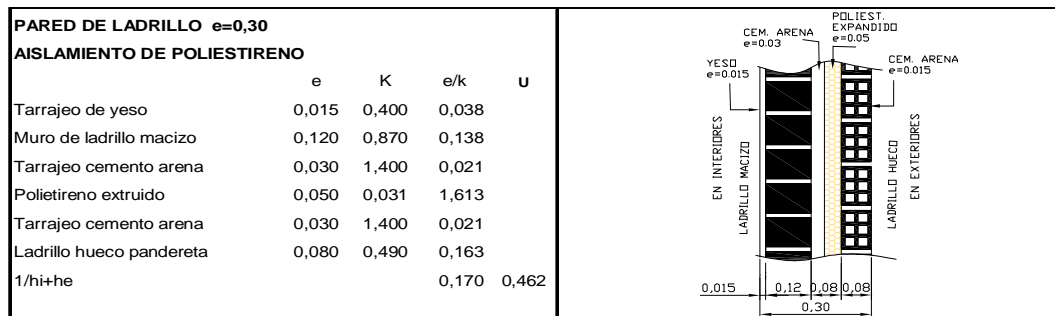 PARED DE LADRILLO e=0,30
AISLAMIENTO DE POLIESTIRENO
e K e/k U
Tarrajeo de yeso 0,015 0,400 0,038
Muro de ladrillo macizo 0,120 0,870 0,138
Tarrajeo cemento arena 0,030 1,400 0,021
Polietireno extruido 0,050 0,031 1,613
Tarrajeo cemento arena 0,030 1,400 0,021
Ladrillo hueco pandereta 0,080 0,490 0,163
1/hi+he 0,170 0,462
POLIEST.
EXPANDIDO
e=0.05
CEM. ARENA
e=0.03
CEM. ARENA
e=0.015
YESO
e=0.015
EN INTERIORES
LADRILLO MACIZO
LADRILLO HUECO
EN EXTERIORES
0,015 0,12 0,08 0,08
0,30